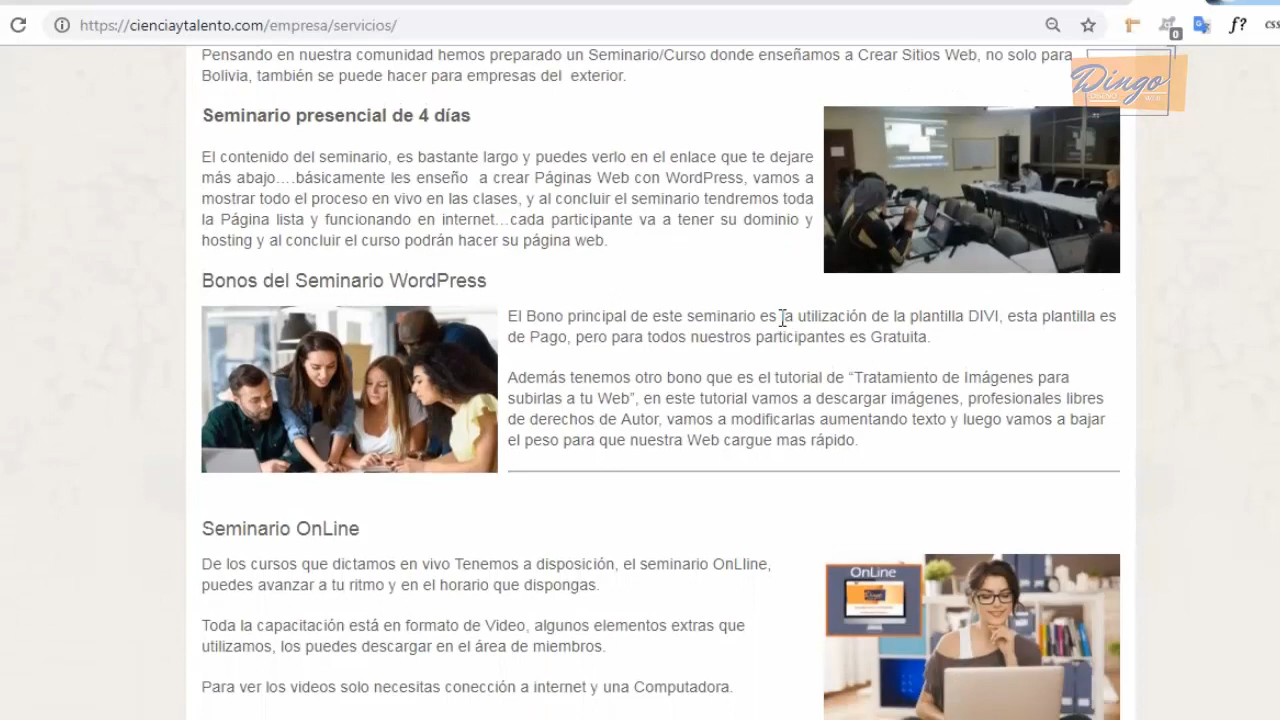 https://cienciaytalento.com/empresa/servicios/
0
f?
css
Pensando en nuestra comunidad hemos preparado un Seminario/Curso donde enseñamos a Crear Sitios Web, no solo para
Bolivia, también se puede hacer para empresas del exterior.
Dingo
DISEÑO WEB
Seminario presencial de 4 días
El contenido del seminario, es bastante largo y puedes verlo en el enlace que te dejare
más abajo….básicamente les enseño a crear Páginas Web con WordPress, vamos a
mostrar todo el proceso en vivo en las clases, y al concluir el seminario tendremos toda
la Página lista y funcionando en internet…cada participante va a tener su dominio y
hosting y al concluir el curso podrán hacer su página web.
Bonos del Seminario WordPress
El Bono principal de este seminario es la utilización de la plantilla DIVI, esta plantilla es
de Pago, pero para todos nuestros participantes es Gratuita.
Además tenemos otro bono que es el tutorial de “Tratamiento de Imágenes para
subirlas a tu Web”, en este tutorial vamos a descargar imágenes, profesionales libres
de derechos de Autor, vamos a modificarlas aumentando texto y luego vamos a bajar
el peso para que nuestra Web cargue mas rápido.
Seminario OnLine
De los cursos que dictamos en vivo Tenemos a disposición, el seminario OnLIine,
puedes avanzar a tu ritmo y en el horario que dispongas.
Toda la capacitación está en formato de Video, algunos elementos extras que
utilizamos, los puedes descargar en el área de miembros.
Para ver los videos solo necesitas conección a internet y una Computadora.
OnLine